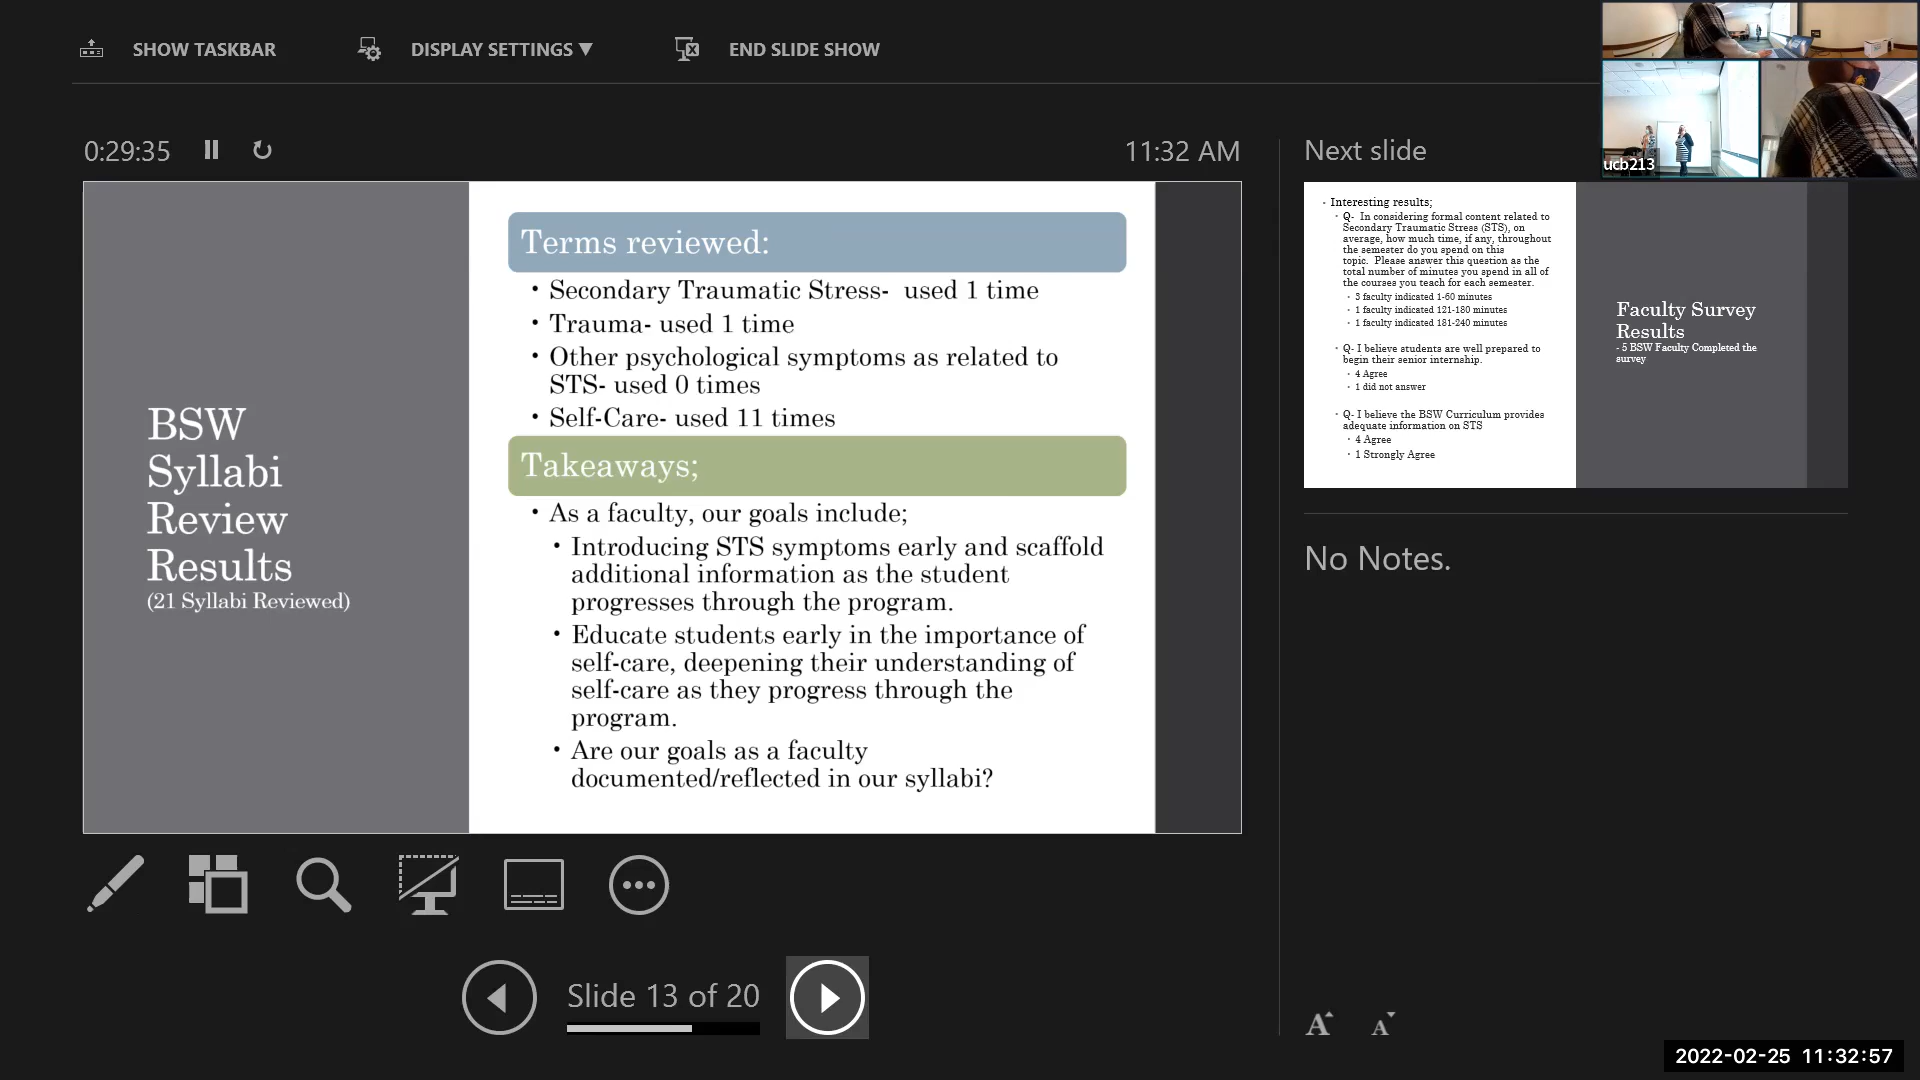 SHOW TASKBAR
DISPLAY SETTINGS ▼
END SLIDE SHOW
0:29:35
11:32 AM
BSW
Syllabi
Review
Results
(21 Syllabi Reviewed)
Terms reviewed:
• Secondary Traumatic Stress-  used 1 time
• Trauma- used 1 time
• Other psychological symptoms as related to
STS- used 0 times
• Self-Care- used 11 times
Takeaways;
• As a faculty, our goals include;
• Introducing STS symptoms early and scaffold
additional information as the student
progresses through the program.
• Educate students early in the importance of
self-care, deepening their understanding of
self-care as they progress through the
program.
• Are our goals as a faculty
documented/reflected in our syllabi?
Slide 13 of 20
Next slide
• Interesting results;
• Q-  In considering formal content related to
Secondary Traumatic Stress (STS), on
average, how much time, if any, throughout
the semester do you spend on this
topic.  Please answer this question as the
total number of minutes you spend in all of
the courses you teach for each semester.
• 3 faculty indicated 1-60 minutes
• 1 faculty indicated 121-180 minutes
• 1 faculty indicated 181-240 minutes
• Q- I believe students are well prepared to
begin their senior internship.
• 4 Agree
• 1 did not answer
• Q- I believe the BSW Curriculum provides
adequate information on STS
• 4 Agree
• 1 Strongly Agree
Faculty Survey
Results
- 5 BSW Faculty Completed the
survey
No Notes.
A A
ucb213
2022-02-25 11:32:57